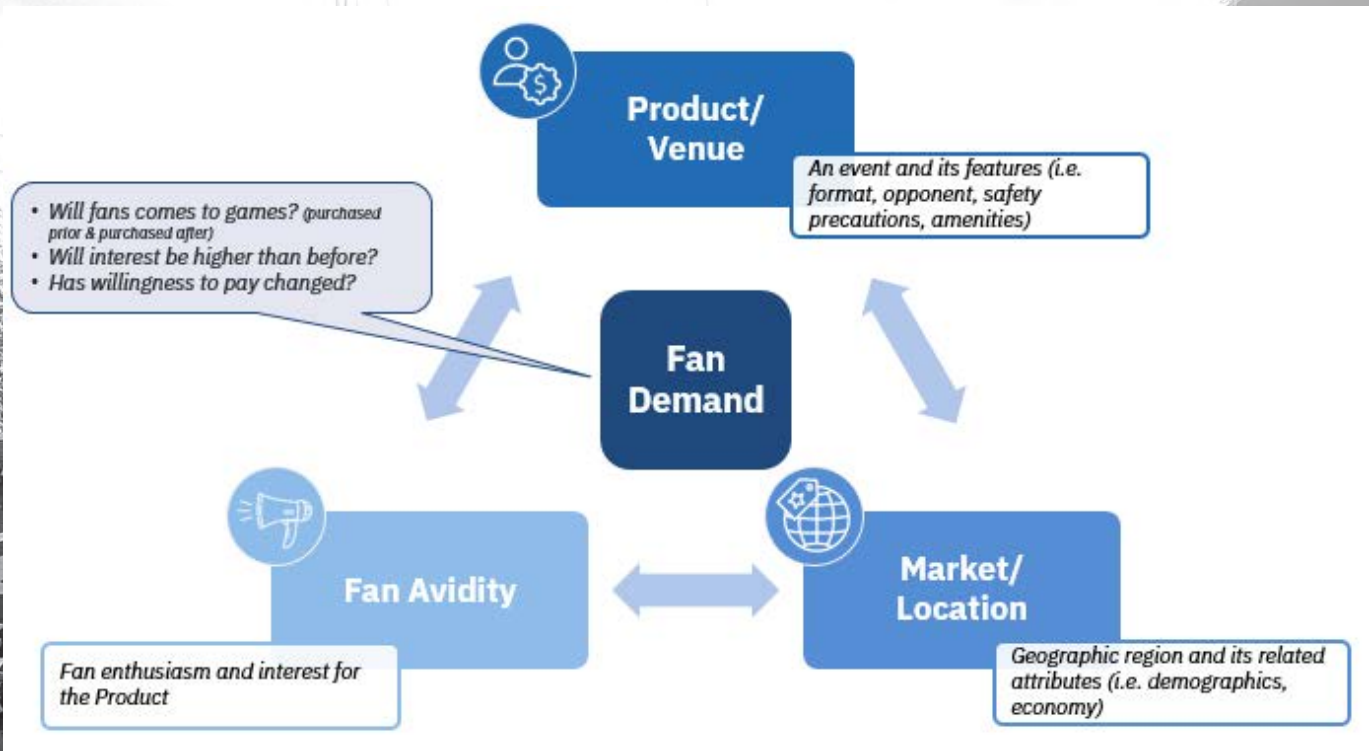 Product/
Venue
An event and its features (i.e.
format, opponent, safety
precautions, amenities)
• Will fans comes to games? (purchased
prior & purchased after)
• Will interest be higher than before?
• Has willingness to pay changed?
Fan
Demand
Fan Avidity
Fan enthusiasm and interest for
the Product
Market/
Location
Geographic region and its related
attributes (i.e. demographics,
economy)